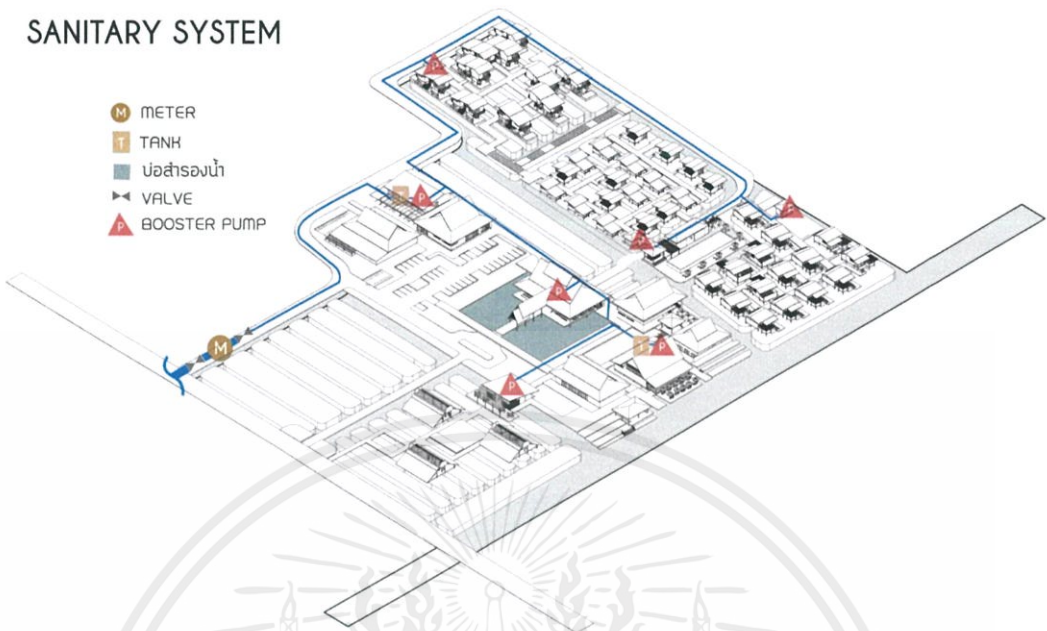 SANITARY SYSTEM
M METER
T TANK
บ่อสำรองน้ำ
VALVE
P BOOSTER PUMP
P
T P
P
P
P
M
T P
P